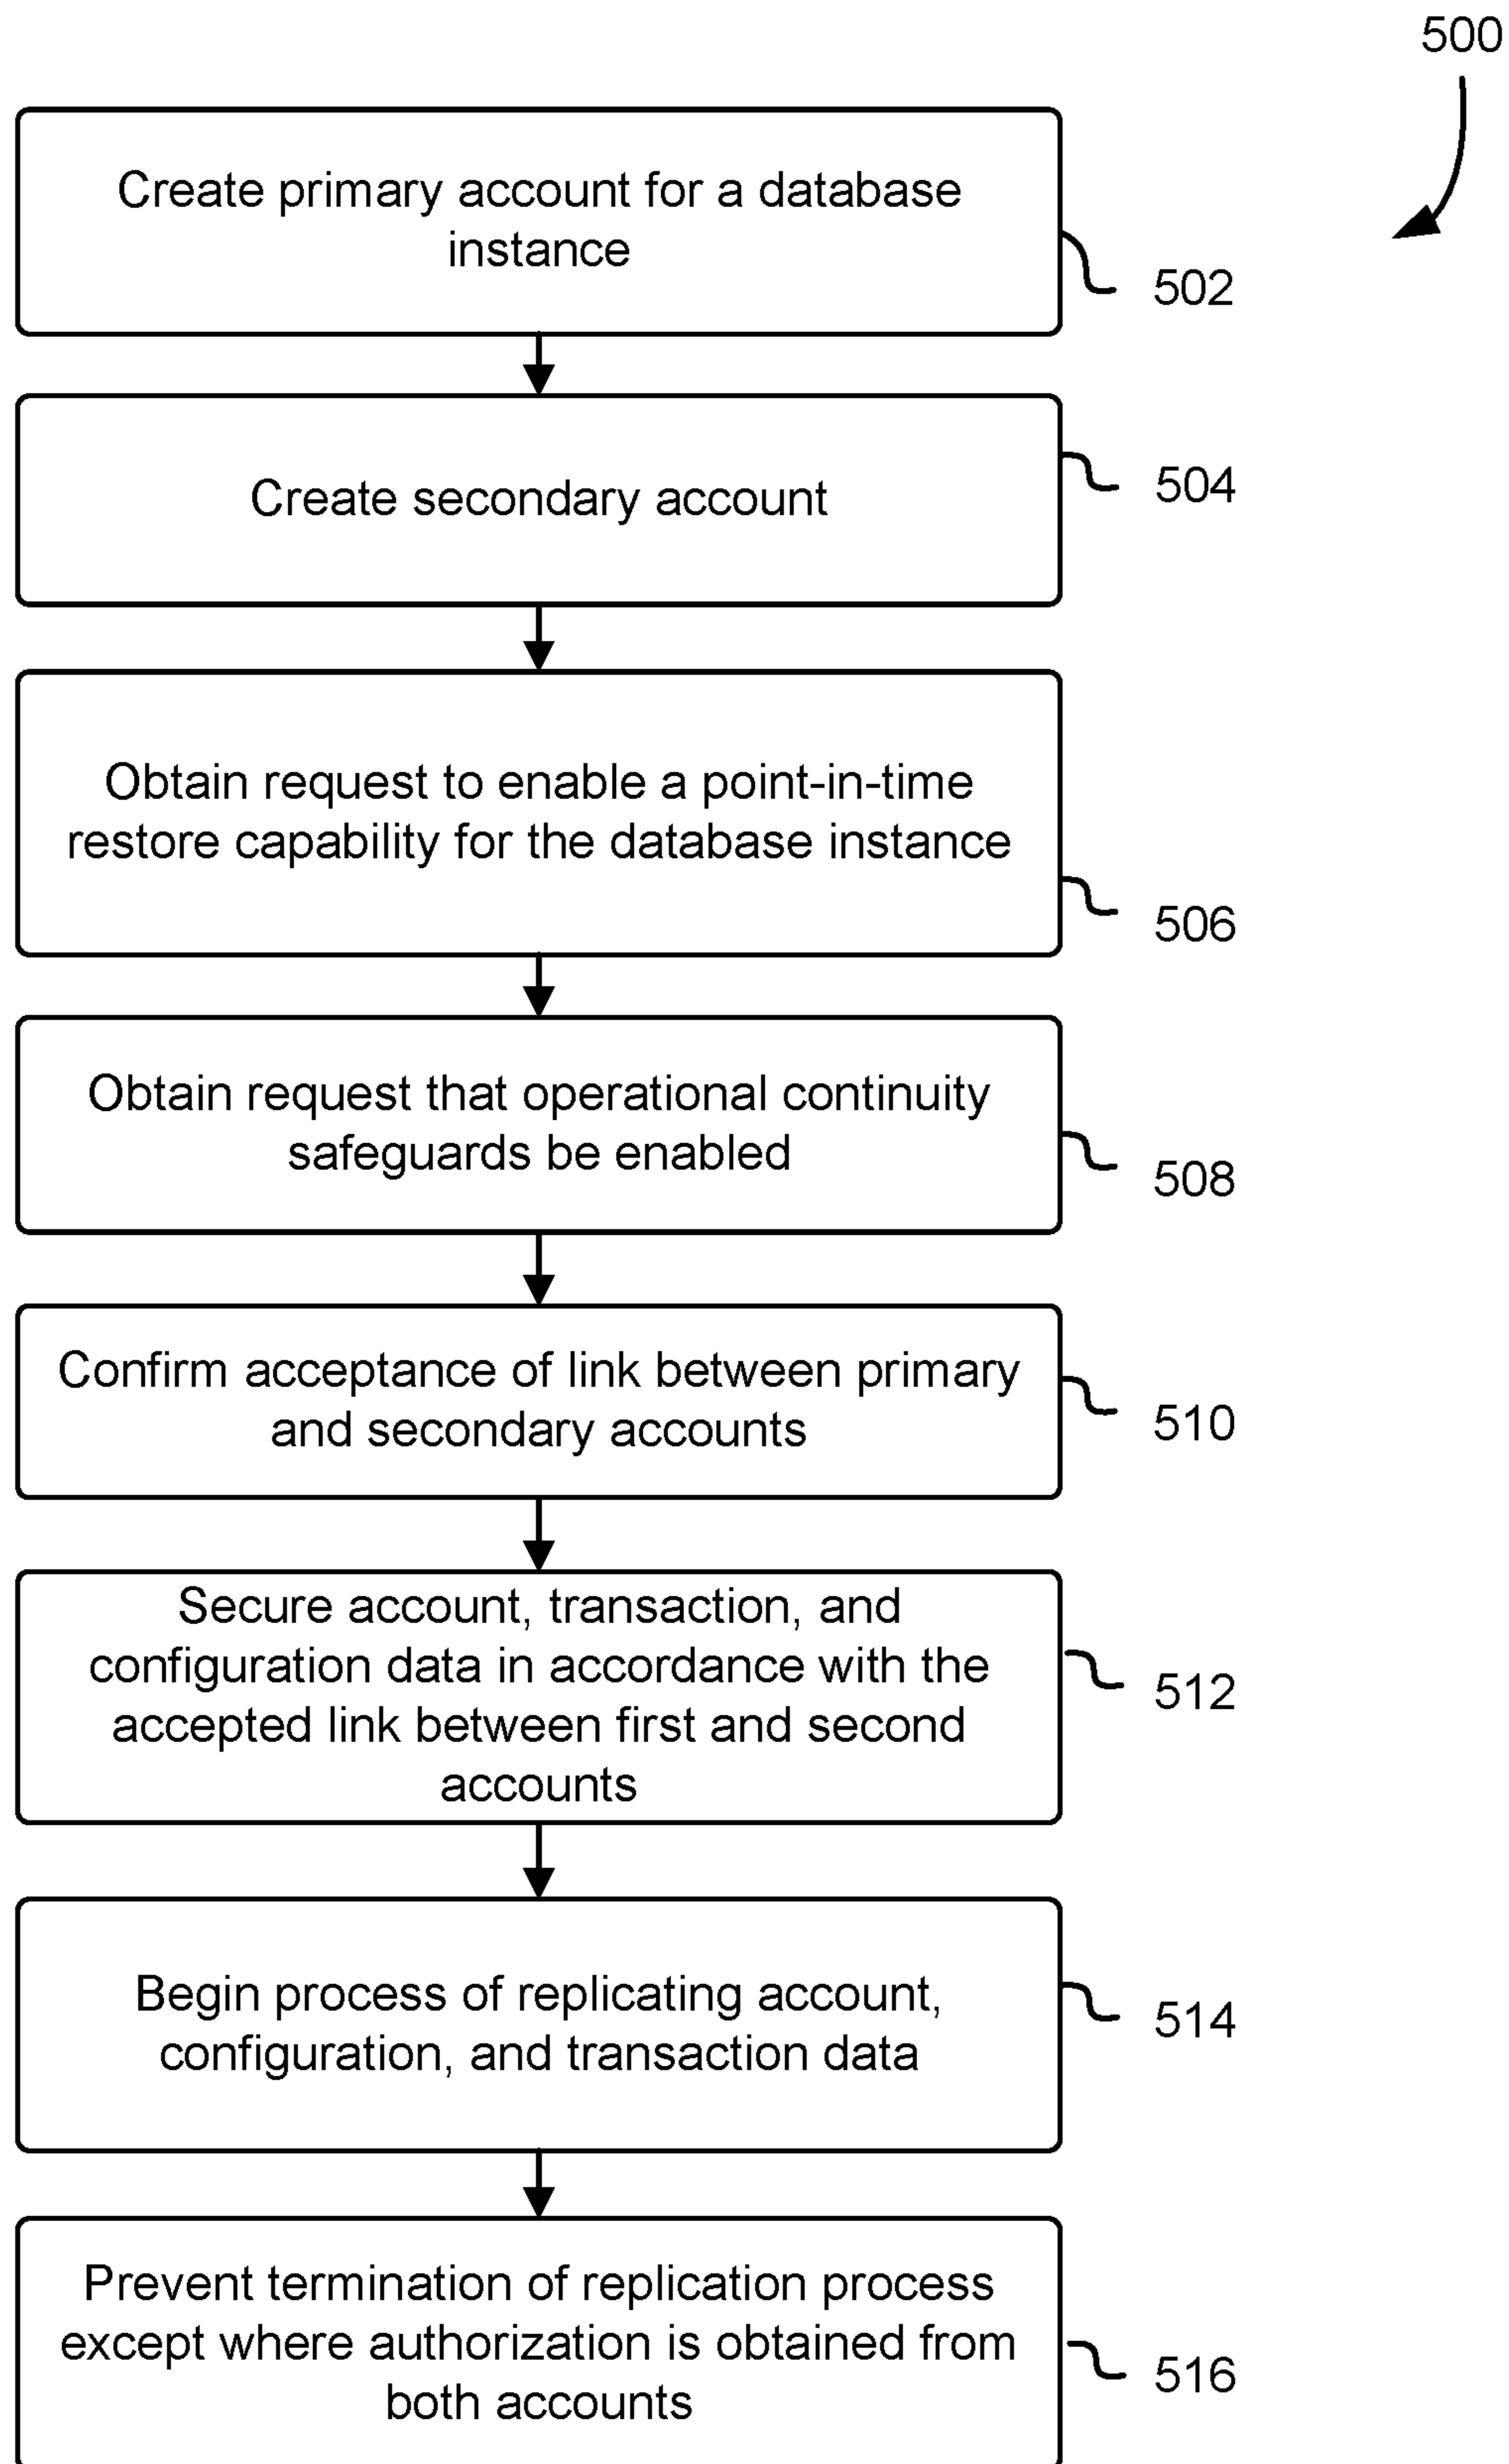 500
Create primary account for a database
instance
502
Create secondary account
504
Obtain request to enable a point-in-time
restore capability for the database instance
506
Obtain request that operational continuity
safeguards be enabled
508
Confirm acceptance of link between primary
and secondary accounts
510
Secure account, transaction, and
configuration data in accordance with the
accepted link between first and second
accounts
512
Begin process of replicating account,
configuration, and transaction data
514
Prevent termination of replication process
except where authorization is obtained from
both accounts
516